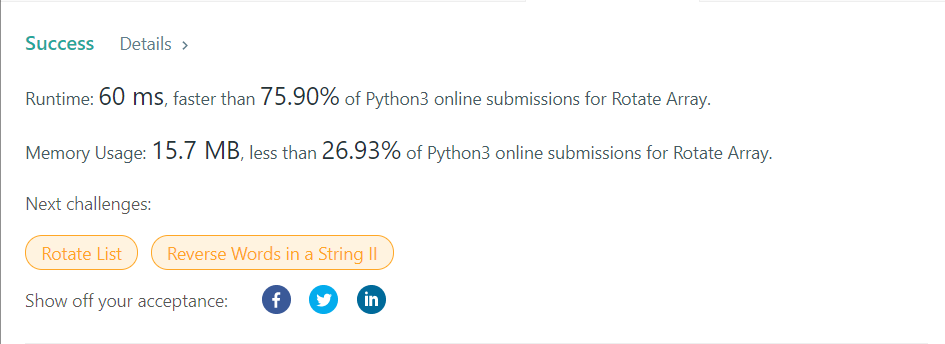 Success Details >
Runtime: 60 ms, faster than 75.90% of Python3 online submissions for Rotate Array.
Memory Usage: 15.7 MB, less than 26.93% of Python3 online submissions for Rotate Array.
Next challenges:
Rotate List Reverse Words in a String II
Show off your acceptance: f in